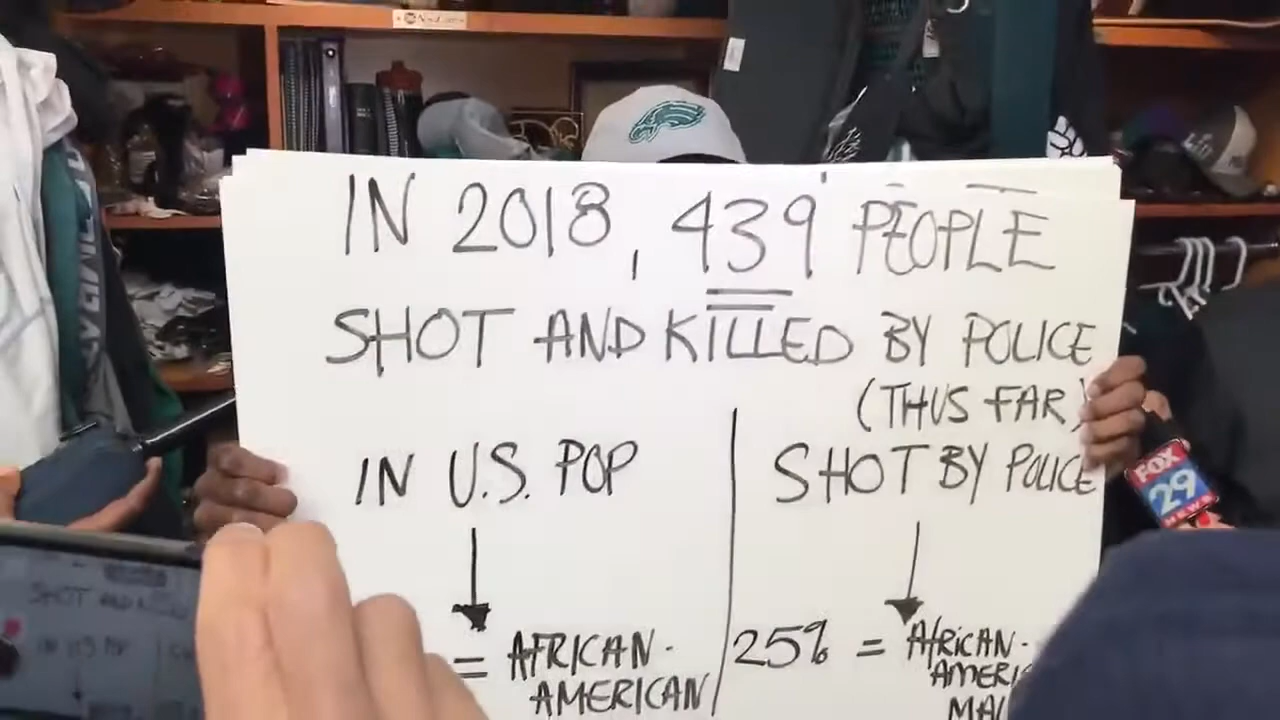 IN 2018, 439 PEOPLE
SHOT AND KILLED BY POLICE
(THUS FAR)
IN U.S. POP
= AFRICAN-
AMERICAN
SHOT BY POLICE
25% = AFRICAN-
FOX
29
NEWS